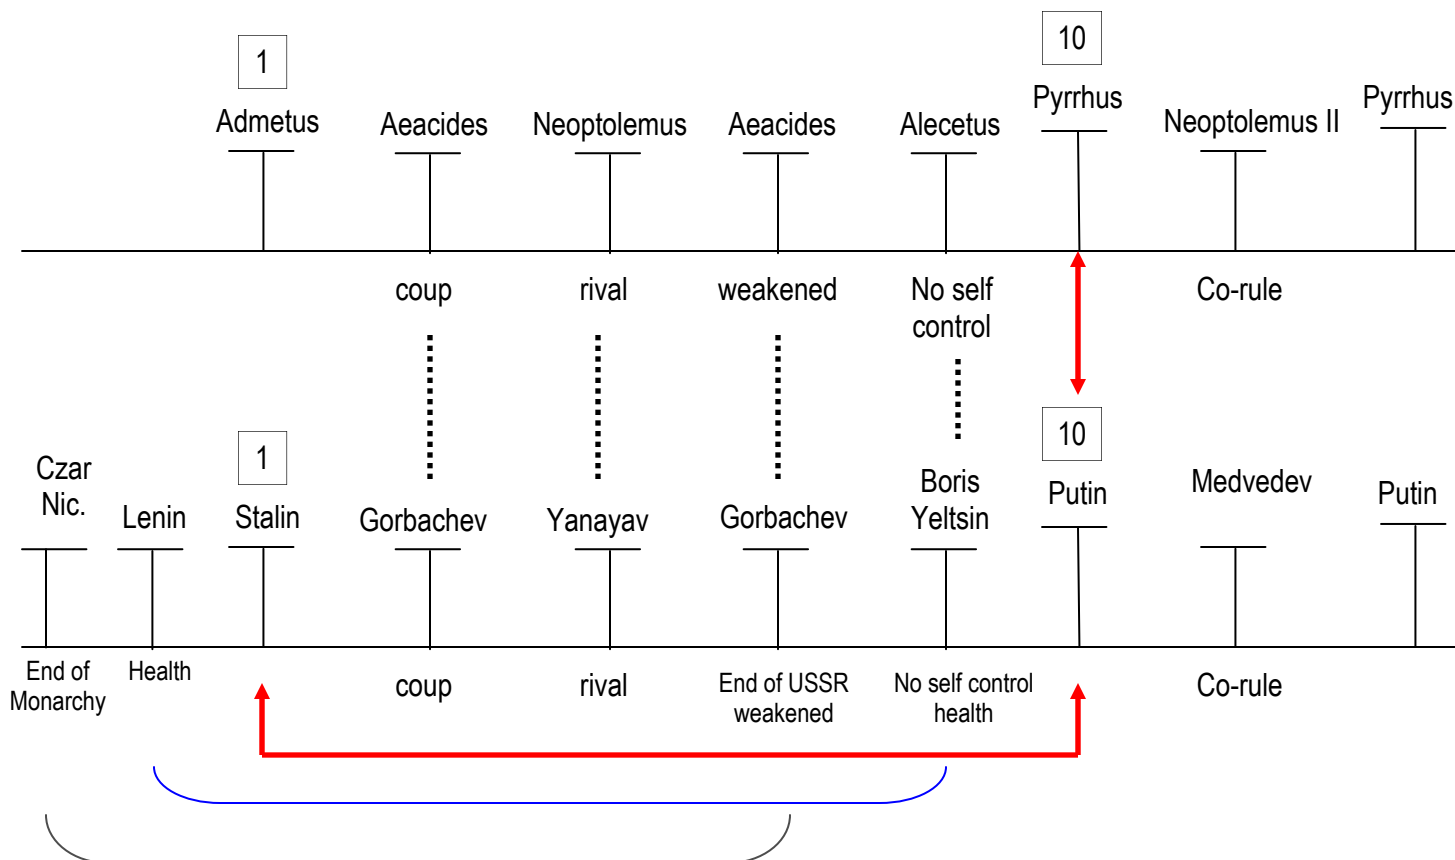 1
10
Admetus
Aeacides
Neoptolemus
Aeacides
Alecetus
Pyrrhus
Neoptolemus II
Pyrrhus
coup
rival
weakened
No self
control
Co-rule
1
10
Czar
Nic.
Lenin
Stalin
Gorbachev
Yanayav
Gorbachev
Boris
Yeltsin
Putin
Medvedev
Putin
End of
Monarchy
Health
coup
rival
End of USSR
weakened
No self control
health
Co-rule